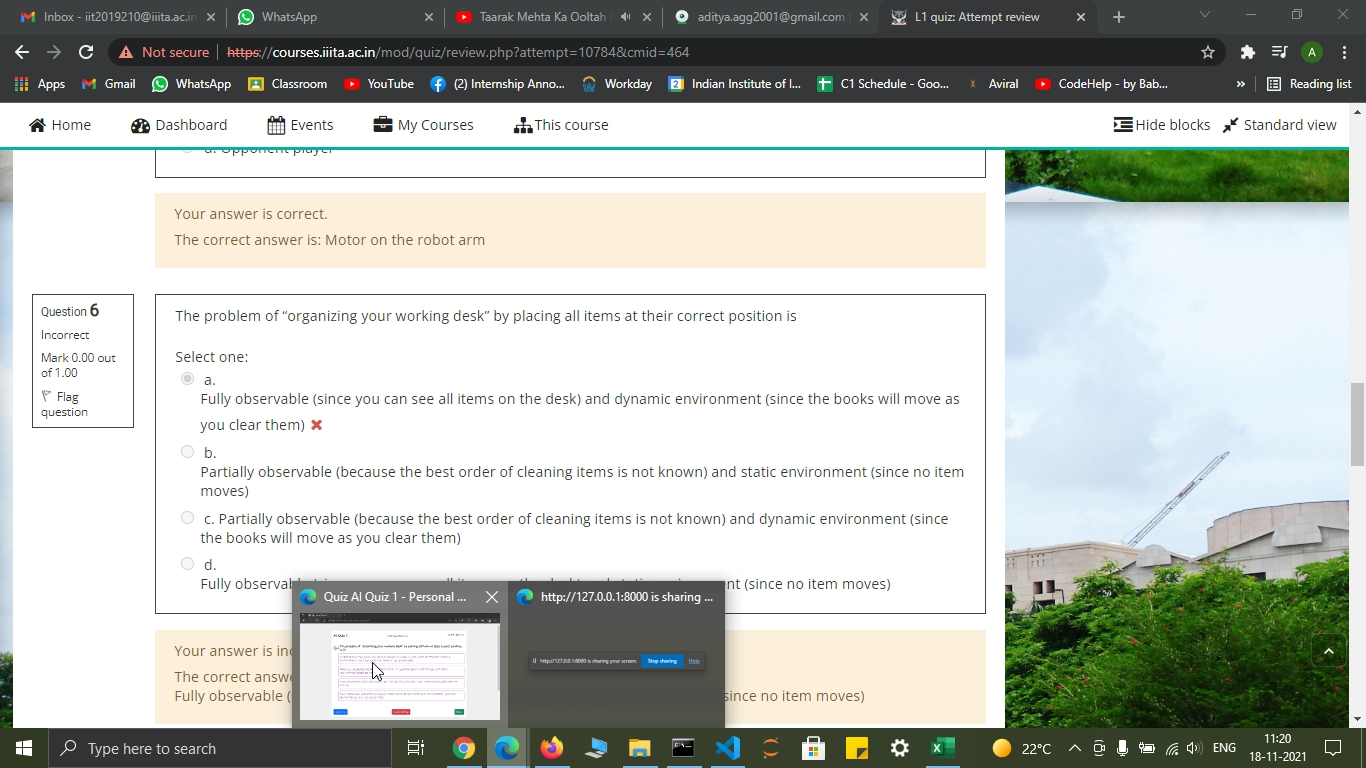 Inbox - iit2019210@iiita.ac.in
WhatsApp
Taarak Mehta Ka Ooltah
aditya.agg2001@gmail.com
L1 quiz: Attempt review
Not secure
https://courses.iiita.ac.in/mod/quiz/review.php?attempt=10784&cmid=464
A
Apps
Gmail
WhatsApp
Classroom
YouTube
(2) Internship Anno...
Workday
2
Indian Institute of I...
C1 Schedule - Goo...
Aviral
CodeHelp - by Bab...
»
Reading list
Home
Dashboard
Events
My Courses
This course
Hide blocks
Standard view
d. Opponent player
Your answer is correct.
The correct answer is: Motor on the robot arm
Question 6
Incorrect
Mark 0.00 out
of 1.00
Flag
question
The problem of “organizing your working desk” by placing all items at their correct position is
Select one:
a.
Fully observable (since you can see all items on the desk) and dynamic environment (since the books will move as
you clear them)
b.
Partially observable (because the best order of cleaning items is not known) and static environment (since no item
moves)
c. Partially observable (because the best order of cleaning items is not known) and dynamic environment (since
the books will move as you clear them)
d.
Fully observab
nt (since no item moves)
Quiz AI Quiz 1 - Personal ...
http://127.0.0.1:8000 is sharing ...
AI Quiz 1
http://127.0.0.1:8000 is sharing your screen.
Stop sharing
Hide
Your answer is inc
The correct answe
Fully observable (
since no item moves)
Type here to search
22°C
ENG
11:20
18-11-2021